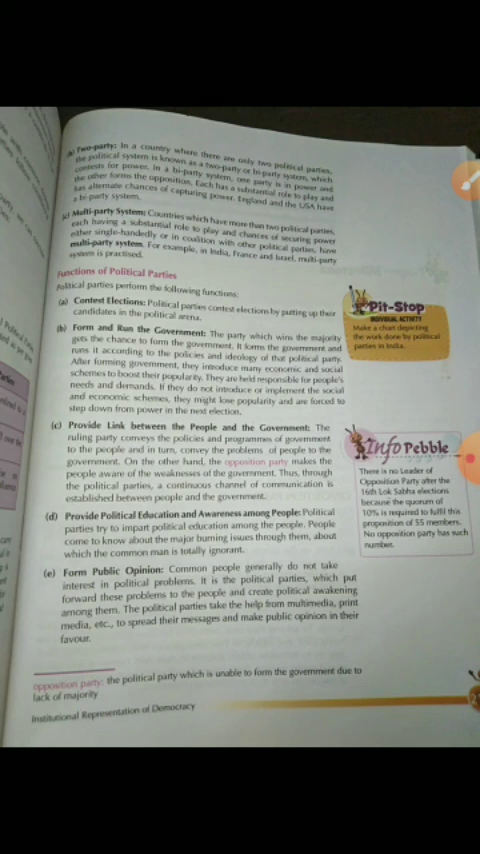 (b) Two-party: In a country where there are only two political parties,
the political system is known as a two-party or bi-party system, which
contests for power. In a bi-party system, one party is in power and
the other forms the opposition. Each has a substantial role to play and
has alternate chances of capturing power. England and the USA have
a bi-party system.
(c) Multi-party System: Countries which have more than two political parties,
each having a substantial role to play and chances of securing power
either single-handedly or in coalition with other political parties, have
multi-party system. For example, in India, France and Israel, multi-party
system is practised.
Functions of Political Parties
Political parties perform the following functions:
(a) Contest Elections: Political parties contest elections by putting up their
candidates in the political arena.
(b) Form and Run the Government: The party which wins the majority
gets the chance to form the government. It forms the government and
runs it according to the policies and ideology of that political party.
After forming government, they introduce many economic and social
schemes to boost their popularity. They are held responsible for people's
needs and demands. If they do not introduce or implement the social
and economic schemes, they might lose popularity and are forced to
step down from power in the next election.
(c) Provide Link between the People and the Government: The
ruling party conveys the policies and programmes of government
to the people and in turn, convey the problems of people to the
government. On the other hand, the opposition party makes the
people aware of the weaknesses of the government. Thus, through
the political parties, a continuous channel of communication is
established between people and the government.
(d) Provide Political Education and Awareness among People: Political
parties try to impart political education among the people. People
come to know about the major burning issues through them, about
which the common man is totally ignorant.
(e) Form Public Opinion: Common people generally do not take
interest in political problems. It is the political parties, which put
forward these problems to the people and create political awakening
among them. The political parties take the help from multimedia, print
media, etc., to spread their messages and make public opinion in their
favour.
opposition party: the political party which is unable to form the government due to
lack of majority
Institutional Representation of Democracy
Pit-Stop
INDIVIDUAL ACTIVITY
Make a chart depicting
the work done by political
parties in India.
Info Pebble
There is no Leader of
Opposition Party after the
16th Lok Sabha elections
because the quorum of
10% is required to fulfil this
proposition of 55 members.
No opposition party has such
number.